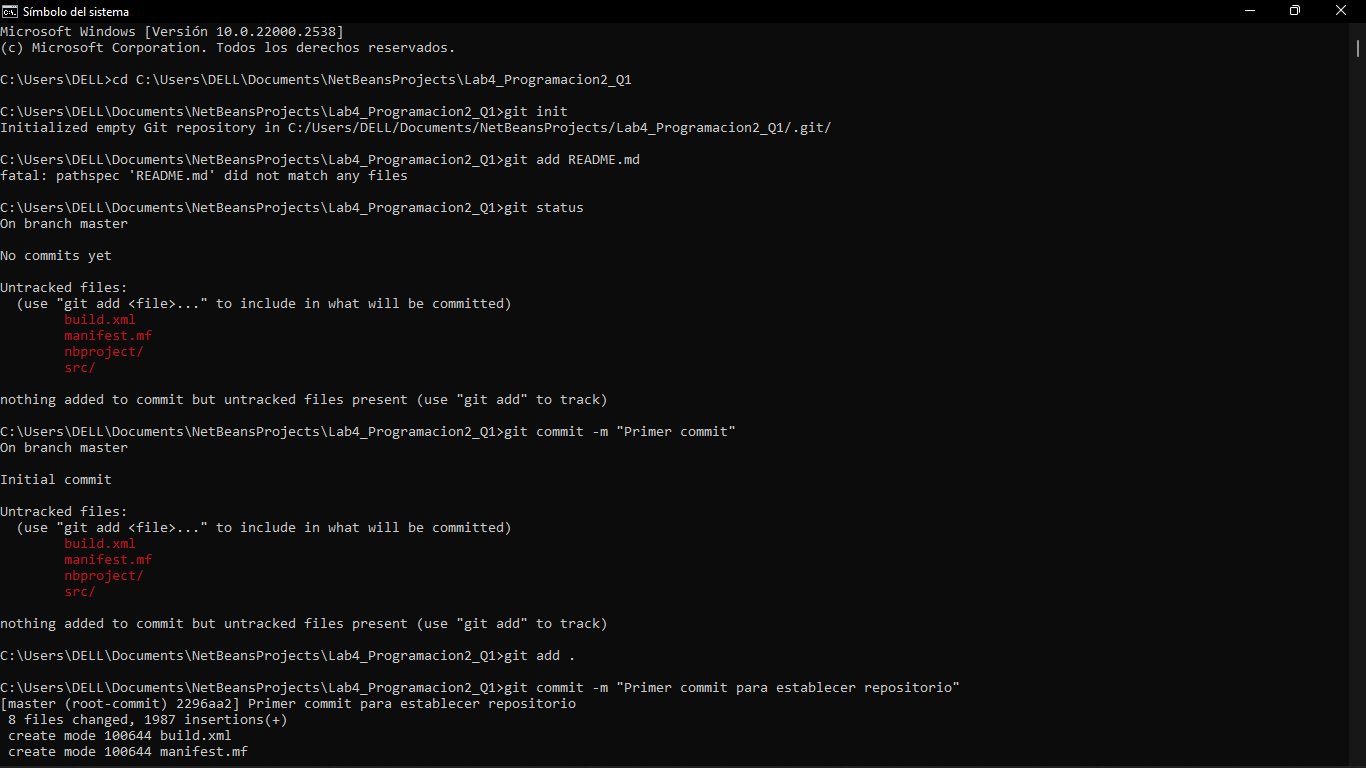 Símbolo del sistema
Microsoft Windows [Versión 10.0.22000.2538]
(c) Microsoft Corporation. Todos los derechos reservados.
C:\Users\DELL>cd C:\Users\DELL\Documents\NetBeansProjects\Lab4_Programacion2_Q1
C:\Users\DELL\Documents\NetBeansProjects\Lab4_Programacion2_Q1>git init
Initialized empty Git repository in C:/Users/DELL/Documents/NetBeansProjects/Lab4_Programacion2_Q1/.git/
C:\Users\DELL\Documents\NetBeansProjects\Lab4_Programacion2_Q1>git add README.md
fatal: pathspec 'README.md' did not match any files
C:\Users\DELL\Documents\NetBeansProjects\Lab4_Programacion2_Q1>git status
On branch master
No commits yet
Untracked files:
  (use "git add <file>..." to include in what will be committed)
        build.xml
        manifest.mf
        nbproject/
        src/
nothing added to commit but untracked files present (use "git add" to track)
C:\Users\DELL\Documents\NetBeansProjects\Lab4_Programacion2_Q1>git commit -m "Primer commit"
On branch master
Initial commit
Untracked files:
  (use "git add <file>..." to include in what will be committed)
        build.xml
        manifest.mf
        nbproject/
        src/
nothing added to commit but untracked files present (use "git add" to track)
C:\Users\DELL\Documents\NetBeansProjects\Lab4_Programacion2_Q1>git add .
C:\Users\DELL\Documents\NetBeansProjects\Lab4_Programacion2_Q1>git commit -m "Primer commit para establecer repositorio"
[master (root-commit) 2296aa2] Primer commit para establecer repositorio
 8 files changed, 1987 insertions(+)
 create mode 100644 build.xml
 create mode 100644 manifest.mf